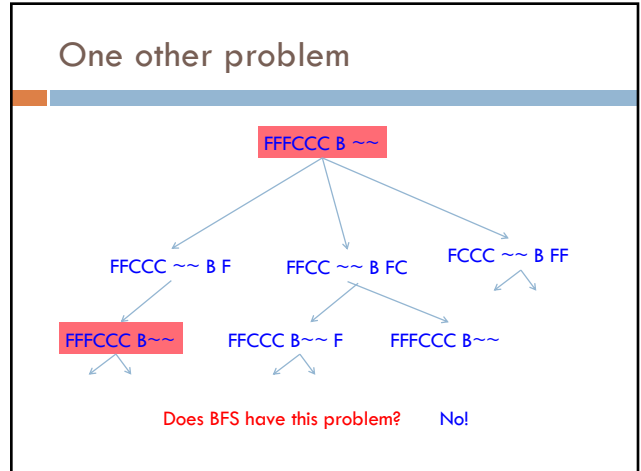 One other problem
FFFCCC B ~~
FFCCC ~~ B F
FFCC ~~ B FC
FCCC ~~ B FF
FFFCCC B~~
FFCCC B~~ F
FFFCCC B~~
Does BFS have this problem? No!